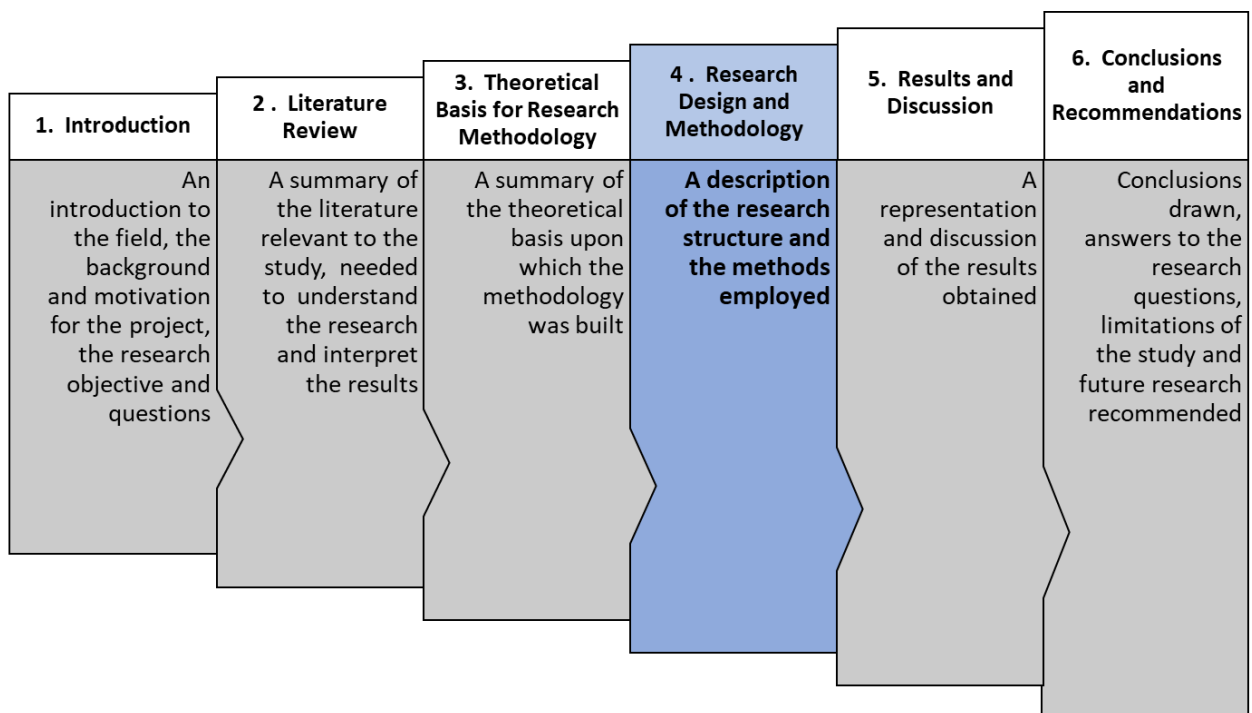 1. Introduction
An
introduction to
the field, the
background
and motivation
for the project,
the research
objective and
questions
2 . Literature
Review
A summary of
the literature
relevant to the
study, needed
to understand
the research
and interpret
the results
3. Theoretical
Basis for Research
Methodology
A summary of
the theoretical
basis upon
which the
methodology
was built
4 . Research
Design and
Methodology
A description
of the research
structure and
the methods
employed
5. Results and
Discussion
A
representation
and discussion
of the results
obtained
6. Conclusions
and
Recommendations
Conclusions
drawn,
answers to the
research
questions,
limitations of
the study and
future research
recommended